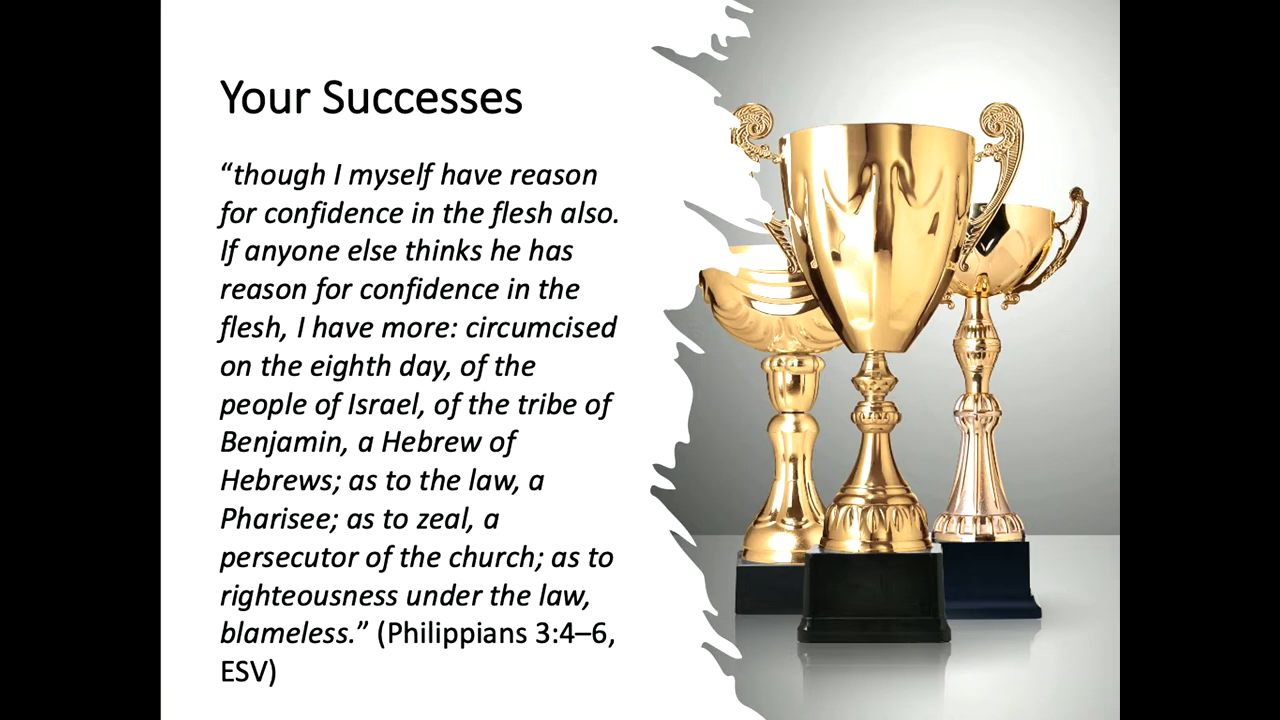 Your Successes
“though I myself have reason
for confidence in the flesh also.
If anyone else thinks he has
reason for confidence in the
flesh, I have more: circumcised
on the eighth day, of the
people of Israel, of the tribe of
Benjamin, a Hebrew of
Hebrews; as to the law, a
Pharisee; as to zeal, a
persecutor of the church; as to
righteousness under the law,
blameless.” (Philippians 3:4–6,
ESV)